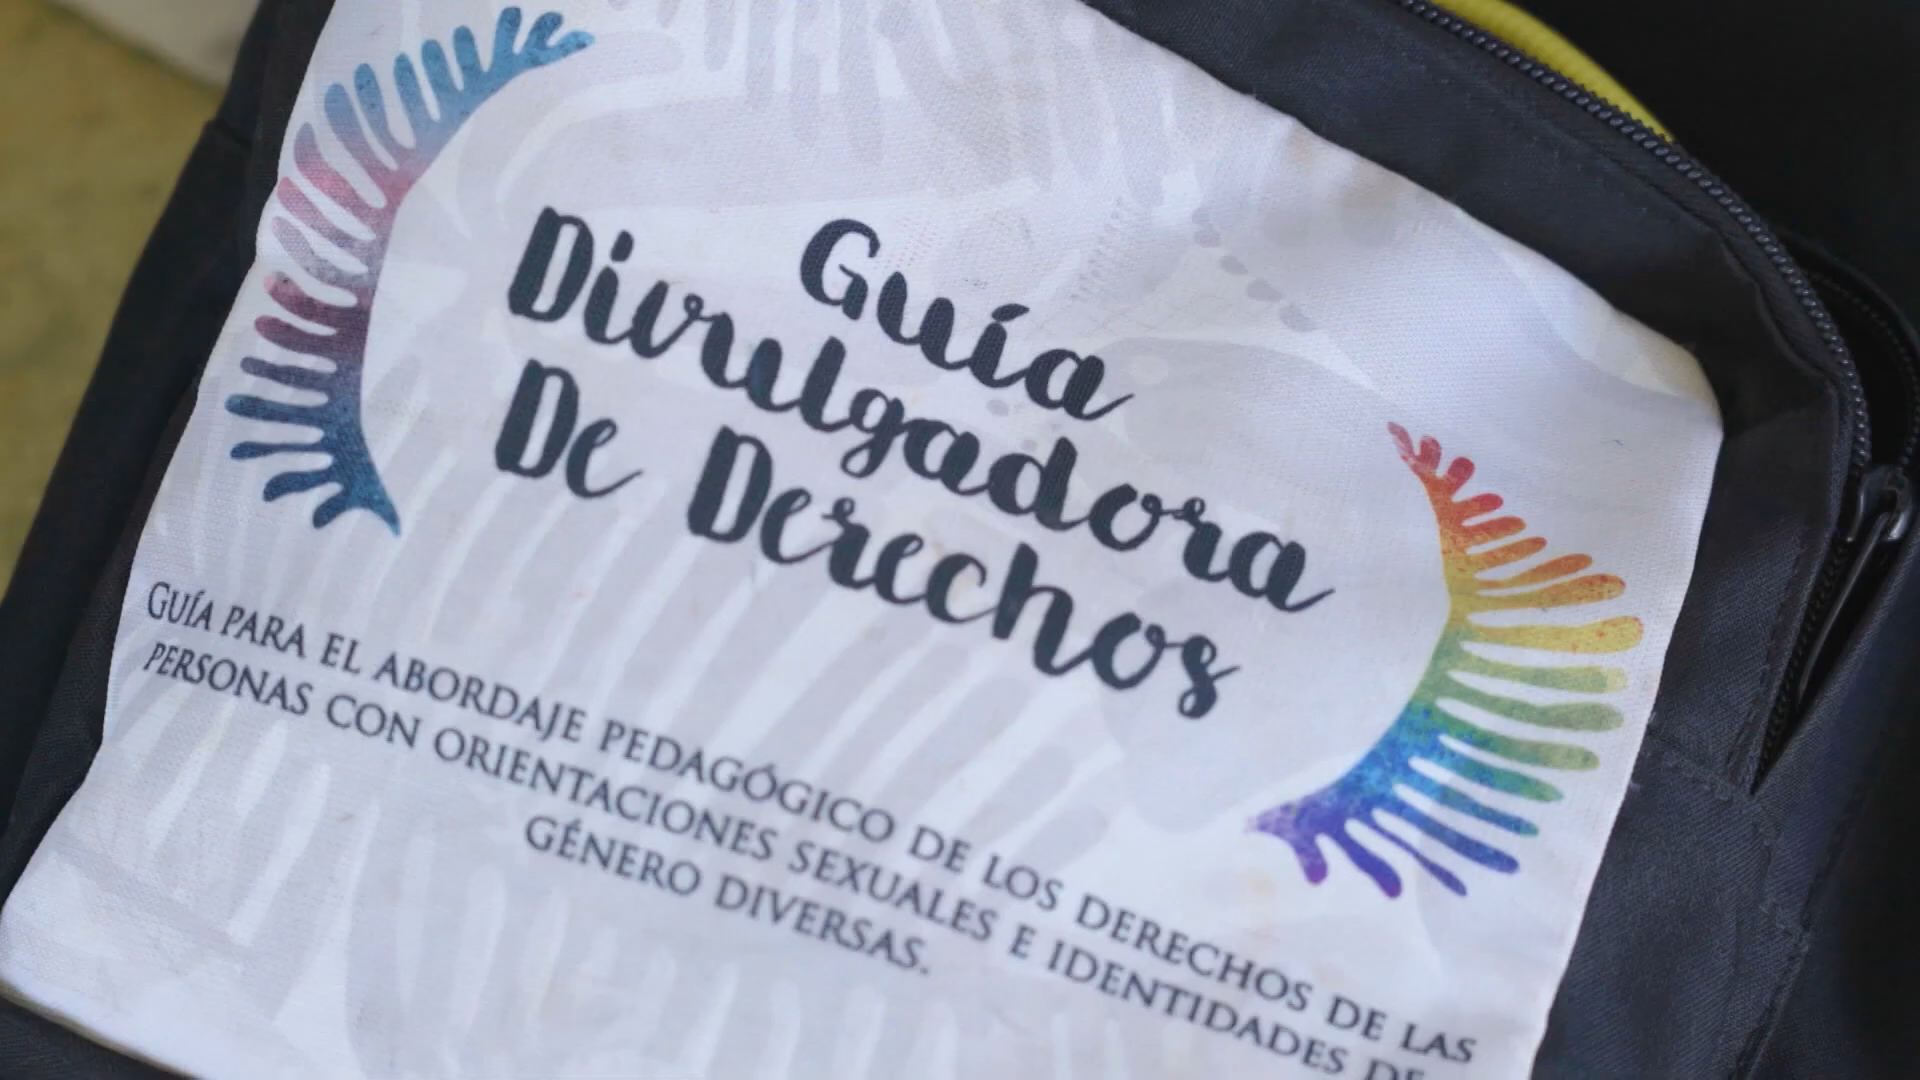 Guía
Divulgadora
De Derechos
GUÍA PARA EL ABORDAJE PEDAGÓGICO DE LOS DERECHOS DE LAS
PERSONAS CON ORIENTACIONES SEXUALES E IDENTIDADES DE
GÉNERO DIVERSAS.